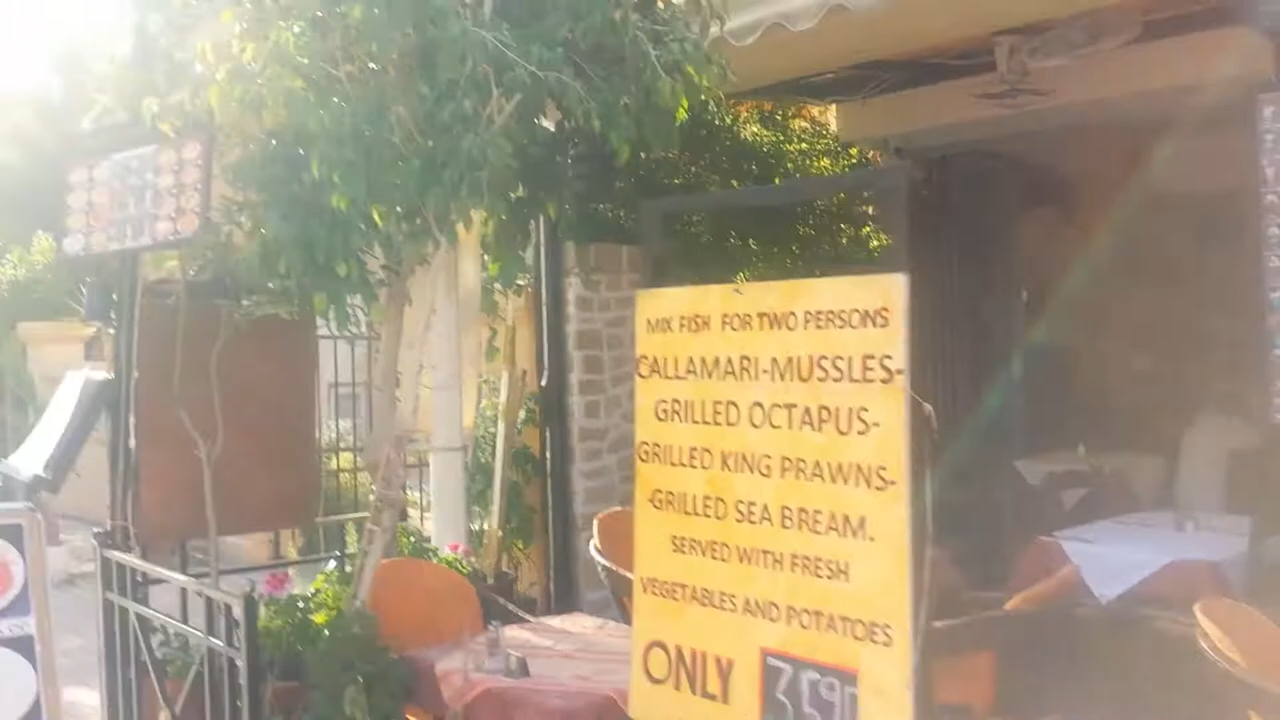 MIX FISH FOR TWO PERSONS
CALLAMARI-MUSSLES-
GRILLED OCTAPUS-
GRILLED KING PRAWNS-
-GRILLED SEA BREAM.
SERVED WITH FRESH
VEGETABLES AND POTATOES
ONLY